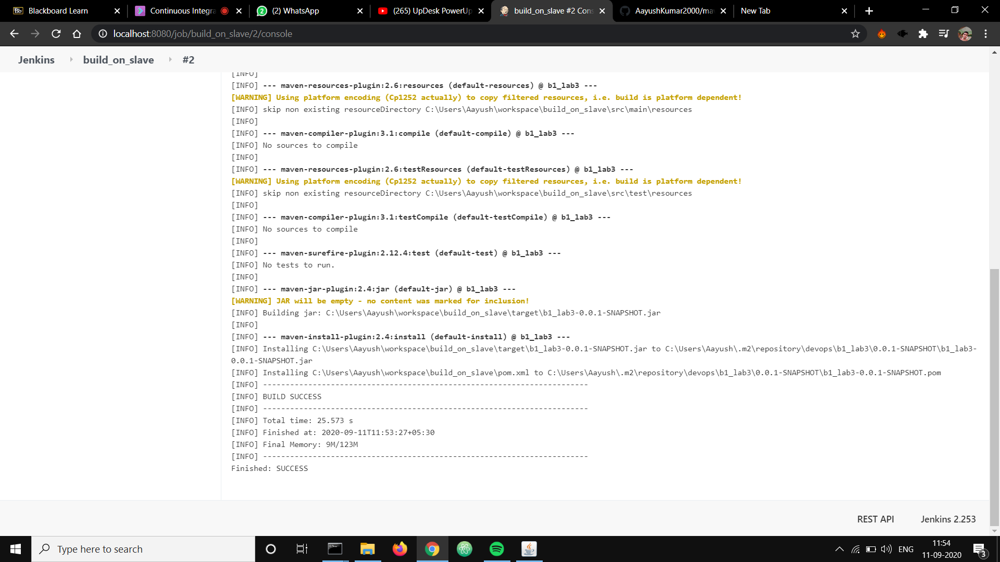 Blackboard Learn
Continuous Integra
(2) WhatsApp
(265) UpDesk PowerUp
build_on_slave #2 Cons
AayushKumar2000/ma
New Tab
localhost:8080/job/build_on_slave/2/console
Jenkins
build_on_slave
#2
[INFO]
[INFO] --- maven-resources-plugin:2.6:resources (default-resources) @ b1_lab3 ---
[WARNING] Using platform encoding (Cp1252 actually) to copy filtered resources, i.e. build is platform dependent!
[INFO] skip non existing resourceDirectory C:\Users\Aayush\workspace\build_on_slave\src\main\resources
[INFO]
[INFO] --- maven-compiler-plugin:3.1:compile (default-compile) @ b1_lab3 ---
[INFO] No sources to compile
[INFO]
[INFO] --- maven-resources-plugin:2.6:testResources (default-testResources) @ b1_lab3 ---
[WARNING] Using platform encoding (Cp1252 actually) to copy filtered resources, i.e. build is platform dependent!
[INFO] skip non existing resourceDirectory C:\Users\Aayush\workspace\build_on_slave\src\test\resources
[INFO]
[INFO] --- maven-compiler-plugin:3.1:testCompile (default-testCompile) @ b1_lab3 ---
[INFO] No sources to compile
[INFO]
[INFO] --- maven-surefire-plugin:2.12.4:test (default-test) @ b1_lab3 ---
[INFO] No tests to run.
[INFO]
[INFO] --- maven-jar-plugin:2.4:jar (default-jar) @ b1_lab3 ---
[WARNING] JAR will be empty - no content was marked for inclusion!
[INFO] Building jar: C:\Users\Aayush\workspace\build_on_slave\target\b1_lab3-0.0.1-SNAPSHOT.jar
[INFO]
[INFO] --- maven-install-plugin:2.4:install (default-install) @ b1_lab3 ---
[INFO] Installing C:\Users\Aayush\workspace\build_on_slave\target\b1_lab3-0.0.1-SNAPSHOT.jar to C:\Users\Aayush\.m2\repository\devops\b1_lab3\0.0.1-SNAPSHOT\b1_lab3-
0.0.1-SNAPSHOT.jar
[INFO] Installing C:\Users\Aayush\workspace\build_on_slave\pom.xml to C:\Users\Aayush\.m2\repository\devops\b1_lab3\0.0.1-SNAPSHOT\b1_lab3-0.0.1-SNAPSHOT.pom
[INFO] ------------------------------------------------------------------------
[INFO] BUILD SUCCESS
[INFO] ------------------------------------------------------------------------
[INFO] Total time: 25.573 s
[INFO] Finished at: 2020-09-11T11:53:27+05:30
[INFO] Final Memory: 9M/123M
[INFO] ------------------------------------------------------------------------
Finished: SUCCESS
REST API
Jenkins 2.253
Type here to search
ENG
11:54
11-09-2020
3